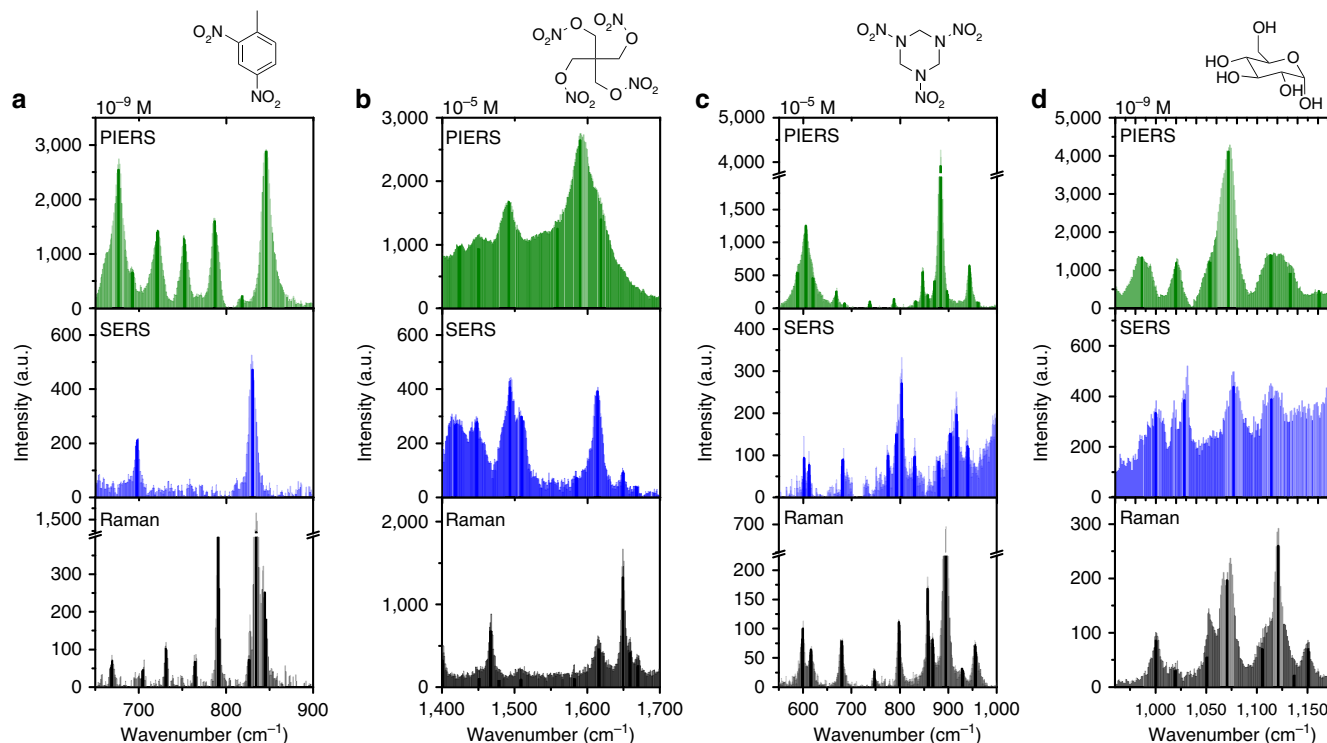 O₂N
NO₂
O₂NO
NO₂
O
O
O
NO₂
ONO₂
O₂N
N
N
NO₂
N
NO₂
OH
HO
O
HO
OH
OH
a
10⁻⁹ M
b
10⁻⁵ M
c
10⁻⁵ M
d
10⁻⁹ M
PIERS
PIERS
PIERS
PIERS
3,000
2,000
1,000
0
3,000
2,000
1,000
0
5,000
4,000
1,500
1,000
500
0
5,000
4,000
3,000
2,000
1,000
0
SERS
SERS
SERS
SERS
600
400
200
0
600
400
200
0
400
300
200
100
0
600
400
200
0
Raman
Raman
Raman
Raman
1,500
300
200
100
0
2,000
1,000
0
700
200
150
100
50
0
300
200
100
0
Intensity (a.u.)
Intensity (a.u.)
Intensity (a.u.)
Intensity (a.u.)
700 800 900
1,400 1,500 1,600 1,700
600 700 800 900 1,000
1,000 1,050 1,100 1,150
Wavenumber (cm⁻¹)
Wavenumber (cm⁻¹)
Wavenumber (cm⁻¹)
Wavenumber (cm⁻¹)